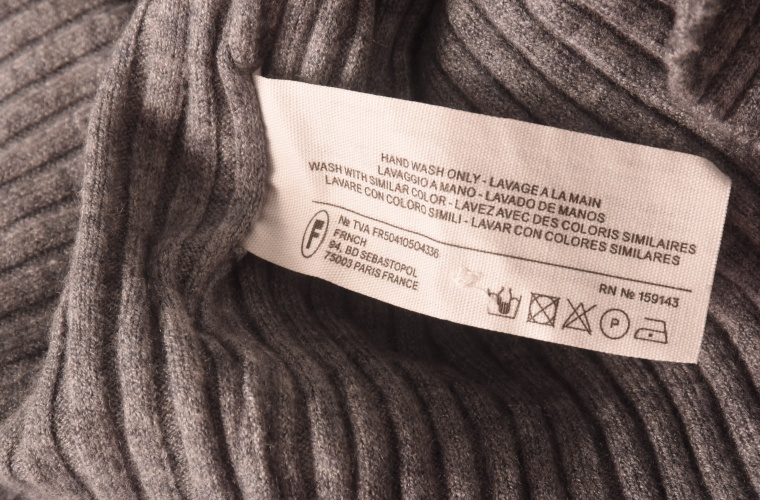 HAND WASH ONLY - LAVAGE A LA MAIN
LAVAGGIO A MANO - LAVADO DE MANOS
WASH WITH SIMILAR COLOR - LAVEZ AVEC DES COLORIS SIMILAIRES
LAVARE CON COLORO SIMILI - LAVAR CON COLORES SIMILARES
F
№ TVA FR50410504336
FRNCH
94, BD SEBASTOPOL
75003 PARIS FRANCE
RN № 159143
P